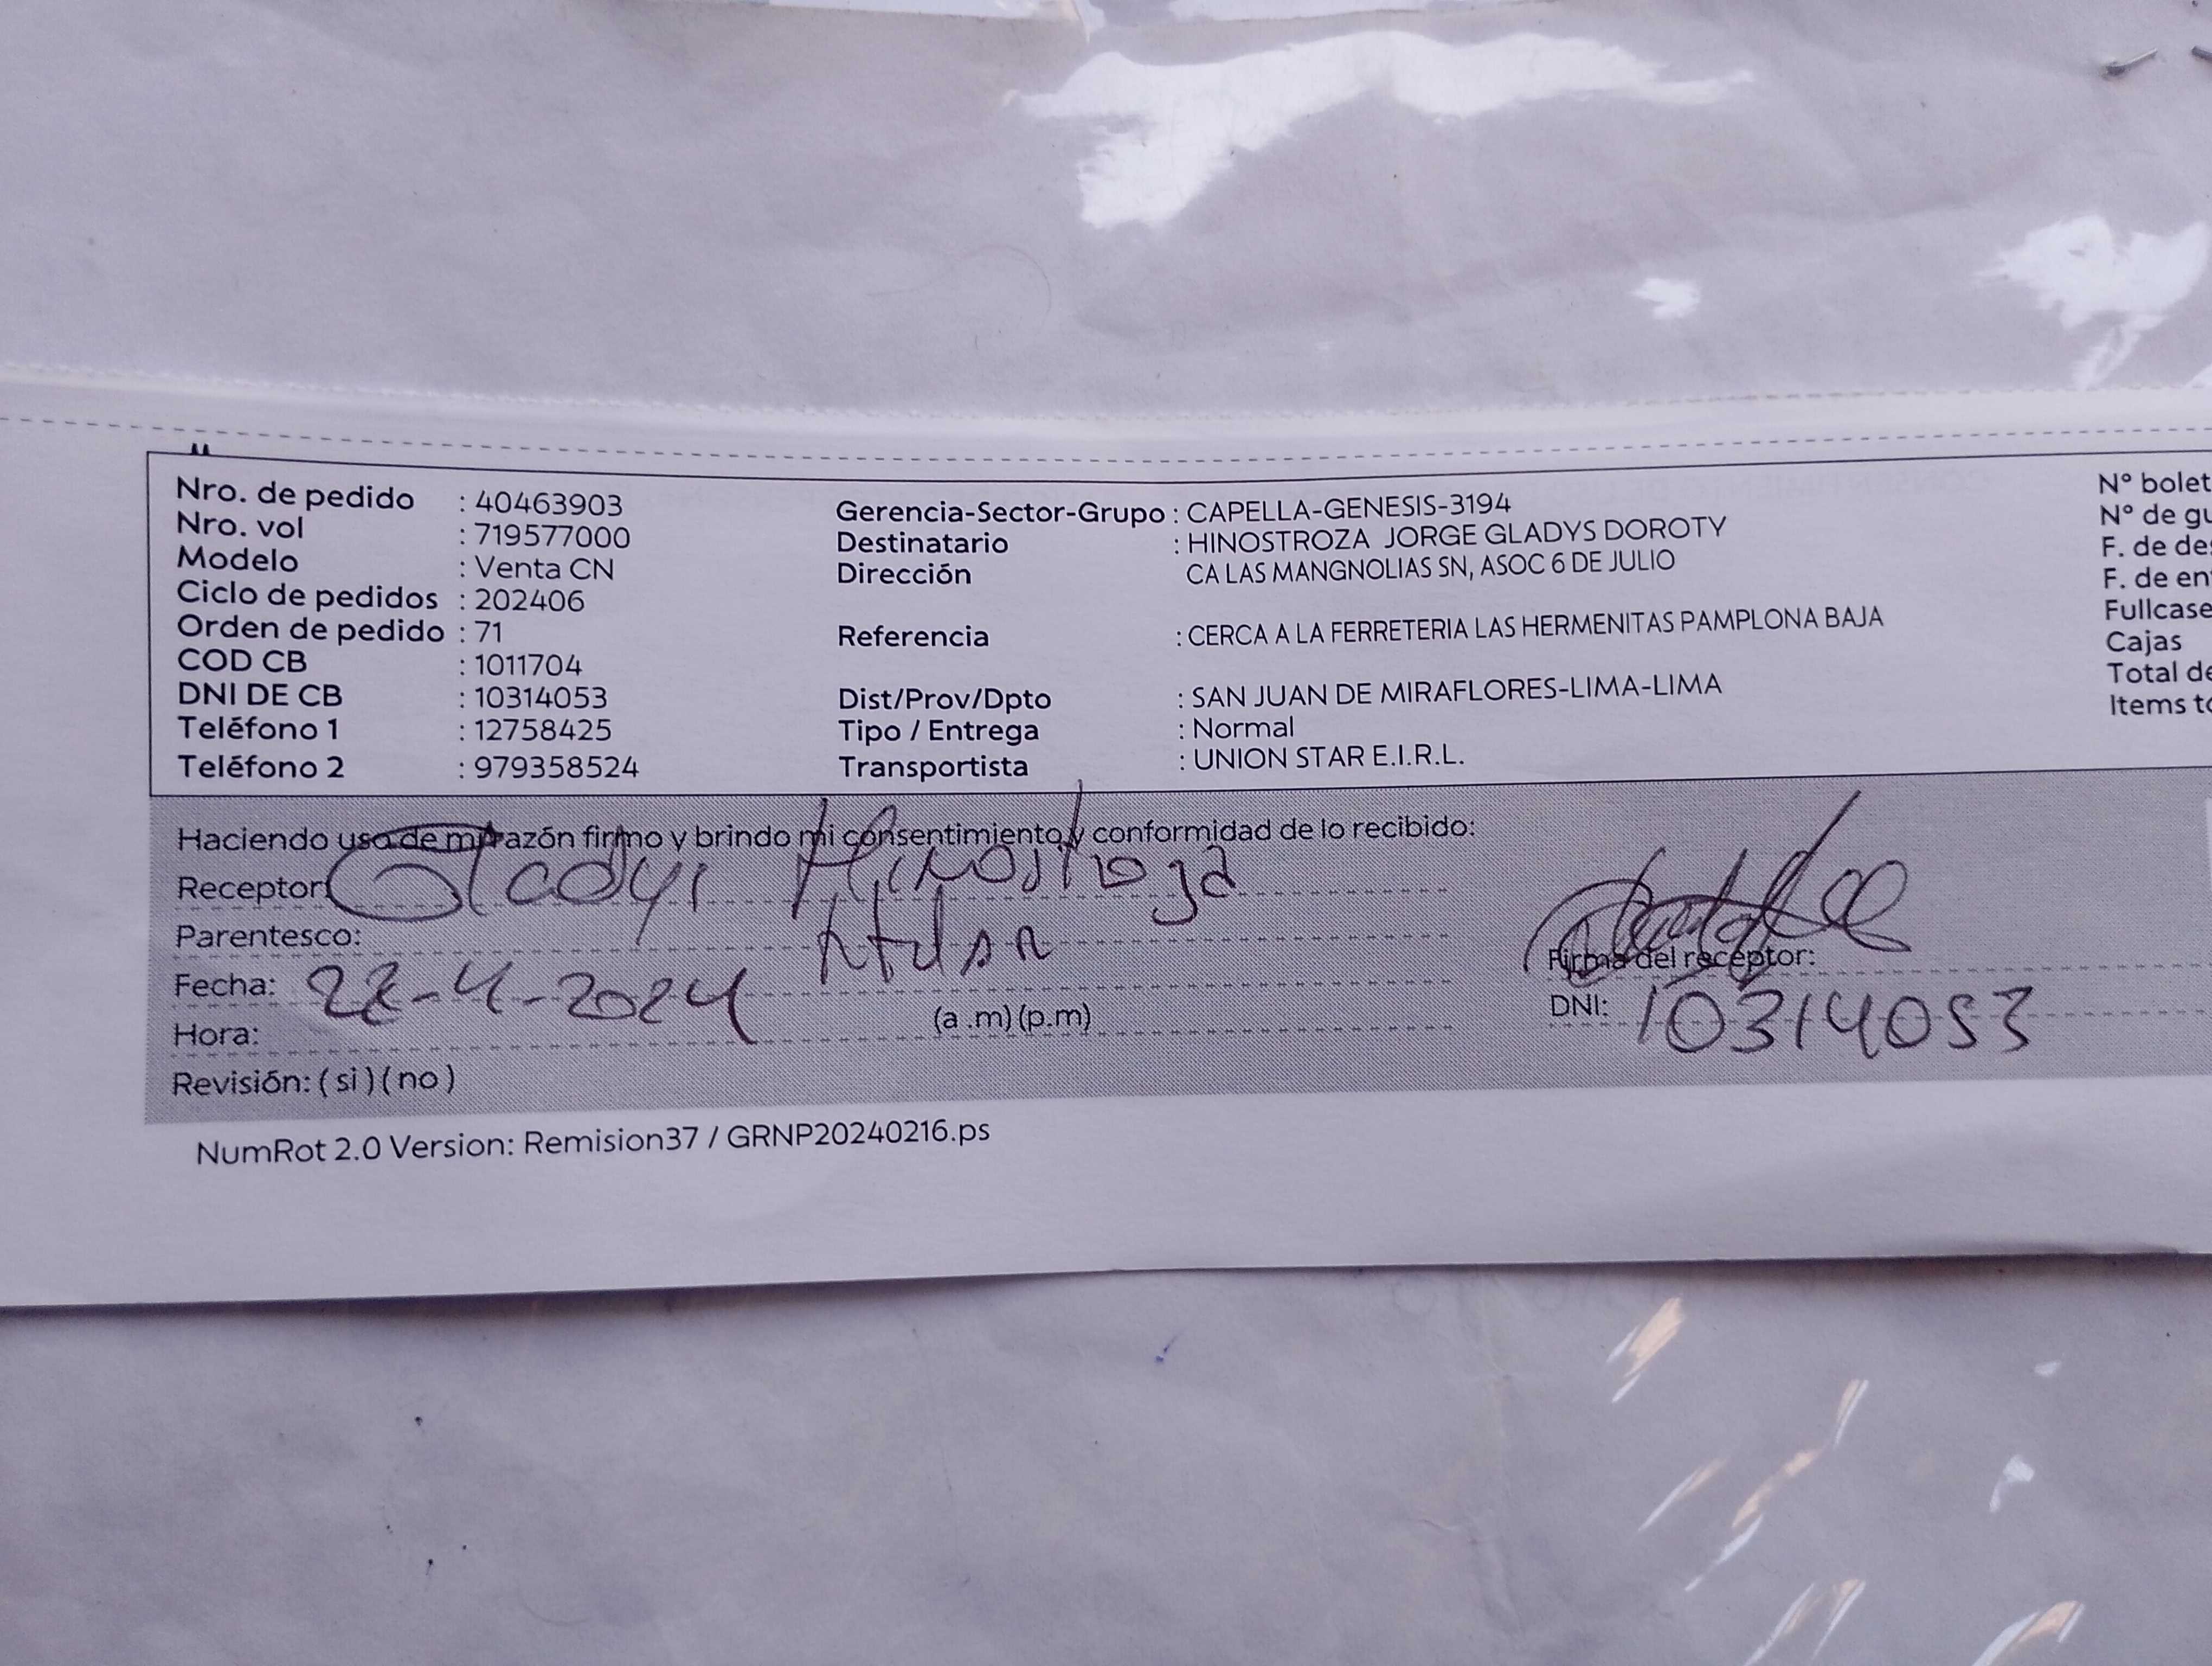 Nro. de pedido : 40463903
Nro. vol : 719577000
Modelo : Venta CN
Ciclo de pedidos : 202406
Orden de pedido : 71
COD CB : 1011704
DNI DE CB : 10314053
Teléfono 1 : 12758425
Teléfono 2 : 979358524
Gerencia-Sector-Grupo : CAPELLA-GENESIS-3194
Destinatario : HINOSTROZA JORGE GLADYS DOROTY
Dirección CA LAS MANGNOLIAS SN, ASOC 6 DE JULIO
Referencia : CERCA A LA FERRETERIA LAS HERMENITAS PAMPLONA BAJA
Dist/Prov/Dpto : SAN JUAN DE MIRAFLORES-LIMA-LIMA
Tipo / Entrega : Normal
Transportista : UNION STAR E.I.R.L.
N° bolet
N° de gu
F. de des
F. de en
Fullcase
Cajas
Total de
Items to
Haciendo uso de mi razón firmo y brindo mi consentimiento y conformidad de lo recibido:
Receptor: Gladys Hinostroza
Parentesco:
Fecha: -4-2024
Hora: (a .m) (p.m)
Revisión: ( si ) ( no )
Firma del receptor:
DNI: 10314053
NumRot 2.0 Version: Remision37 / GRNP20240216.ps